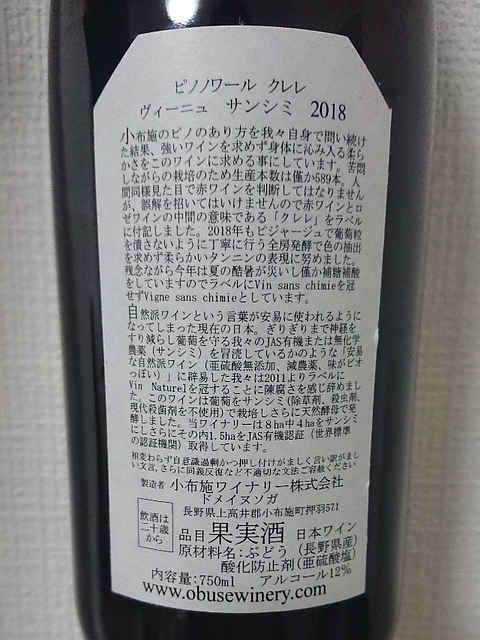 ピノノワール クレレ
ヴィーニュ サンシミ 2018
小布施のピノのあり方を我々自身で問い続け
た結果、強いワインを求めず身体に沁み入る柔ら
かさをこのワインに求める事にしています。苦悶
しながらの栽培のため生産本数は僅か589本。人
間同様見た目で赤ワインを判断してはなりません
が、誤解を招いてはいけませんので赤ワインとロ
ゼワインの中間の意味である「クレレ」をラベル
に付記しました。2018年もピジャージュで葡萄粒
を潰さないように丁寧に行う全房発酵で色の抽出
を求めず柔らかいタンニンの表現に努めました。
残念ながら今年は夏の酷暑が災いし僅か補糖補酸
をしていますのでラベルにVin sans chimieを冠
せずVigne sans chimieとしています。
自然派ワインという言葉が安易に使われるように
なってしまった現在の日本。ぎりぎりまで神経を
すり減らし葡萄を守る我々のJAS有機または無化学
農薬（サンシミ）を冒涜しているかのような「安易
な自然派ワイン（亜硫酸無添加、減農薬、味がビオ
っぽい）」に辟易した我々は2011よりラベルに
Vin Naturelを冠することに陳腐さを感じ辞めまし
た。このワインは葡萄をサンシミ(除草剤、殺虫剤、
現代殺菌剤を不使用)で栽培しさらに天然酵母で発
酵しました。当ワイナリーは8ha中4haをサンシミ
にしさらにその内1.5haをJAS有機認証（世界標準
の認証機関）取得しています。
相変わらず自意識過剰かつ押し付けがましく言い訳がまし
い文言、さらに同義反復など不適切な文法ご容赦ください
製造者 小布施ワイナリー株式会社
ドメイヌソガ
長野県上高井郡小布施町押羽571
飲酒は
二十歳
から
品目 果実酒 日本ワイン
原材料名:ぶどう（長野県産）
酸化防止剤(亜硫酸塩)
内容量:750ml アルコール12%
www.obusewinery.com